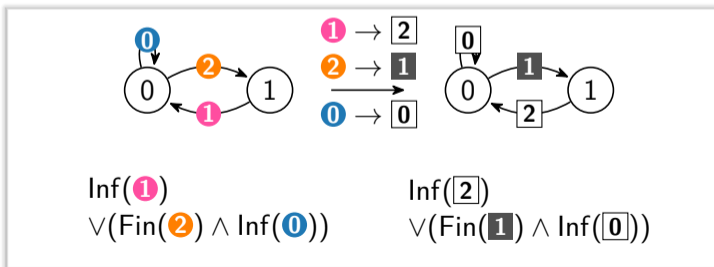 1 → 2
0 2 2 → 1 0 1
0 1 0 1
1 0 → 0 2
Inf(1) Inf(2)
∨(Fin(2) ∧ Inf(0)) ∨(Fin(1) ∧ Inf(0))